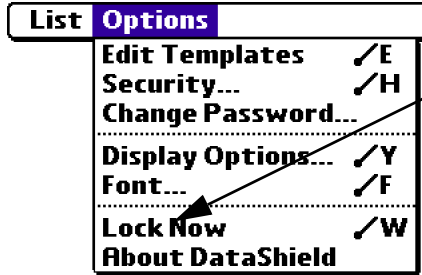 List Options
Edit Templates /E
Security... /H
Change Password...
Display Options... /Y
Font... /F
Lock Now /W
About DataShield